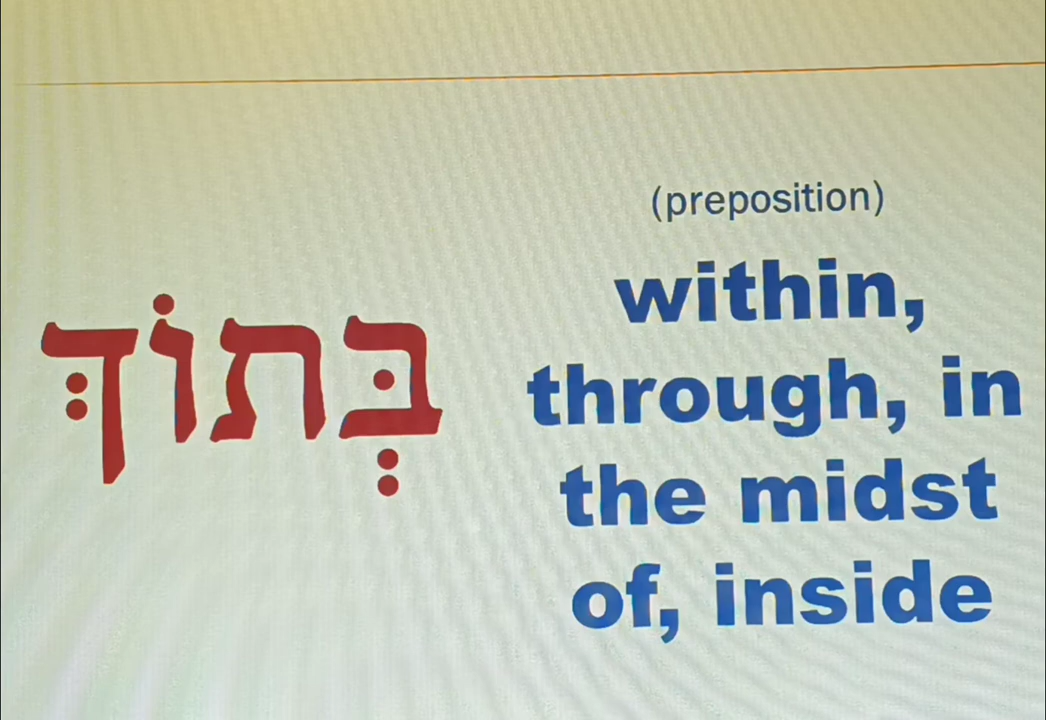 בְּתוֹךְ
(preposition)
within,
through, in
the midst
of, inside